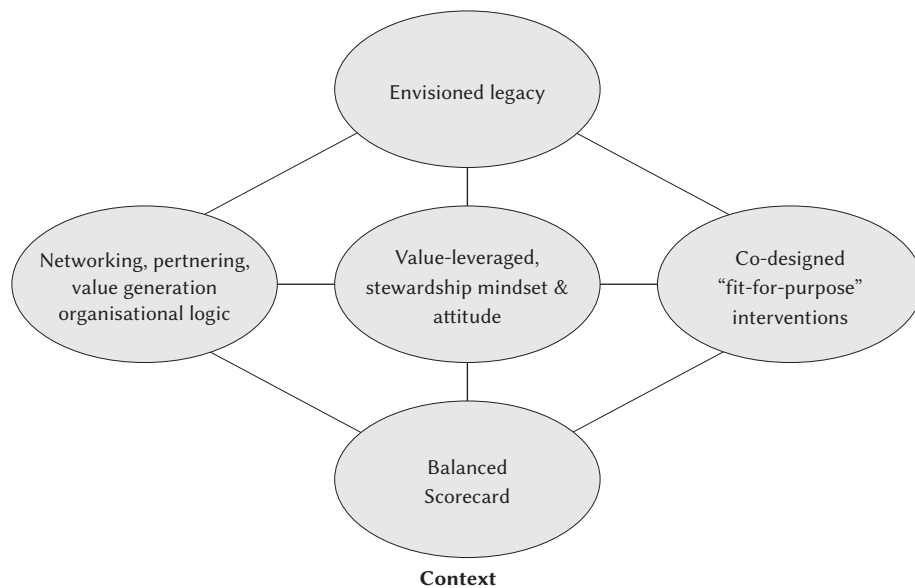 Envisioned legacy
Networking, pertnering,
value generation
organisational logic
Value-leveraged,
stewardship mindset &
attitude
Co-designed
“fit-for-purpose”
interventions
Balanced
Scorecard
Context